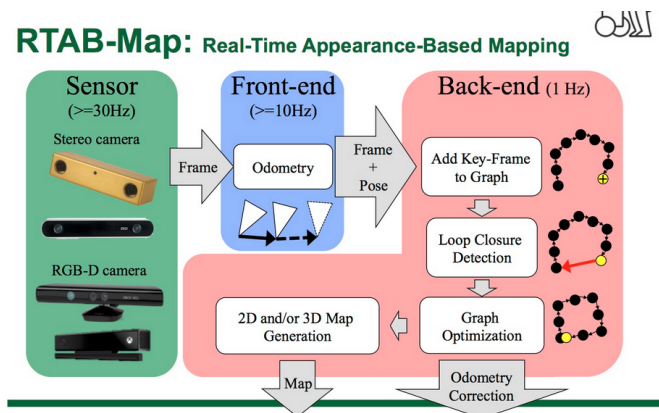 RTAB-Map: Real-Time Appearance-Based Mapping
Sensor
(>=30Hz)
Stereo camera
RGB-D camera
Frame
Front-end
(>=10Hz)
Odometry
Frame
+
Pose
Back-end (1 Hz)
Add Key-Frame
to Graph
Loop Closure
Detection
Graph
Optimization
2D and/or 3D Map
Generation
Map
Odometry
Correction